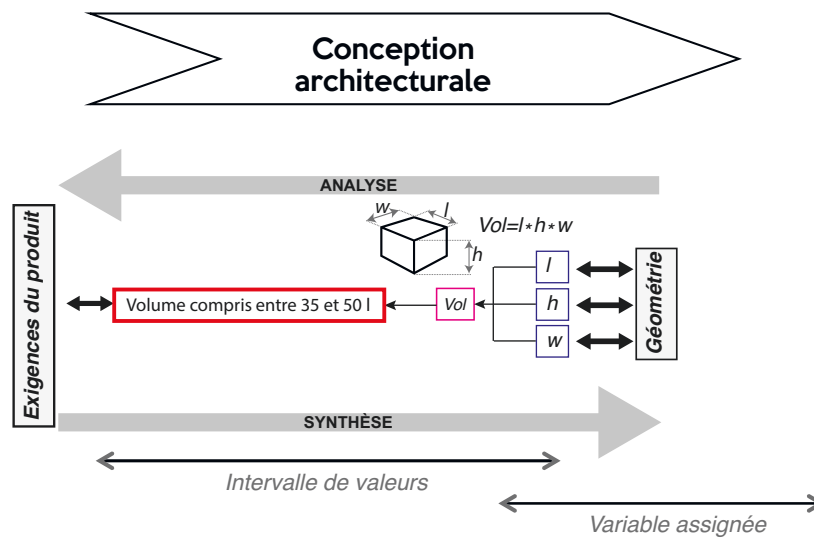 Conception
architecturale
ANALYSE
w
l
Vol=l*h*w
h
Exigences du produit
Volume compris entre 35 et 50 l
Vol
l
h
w
Géométrie
SYNTHÈSE
Intervalle de valeurs
Variable assignée